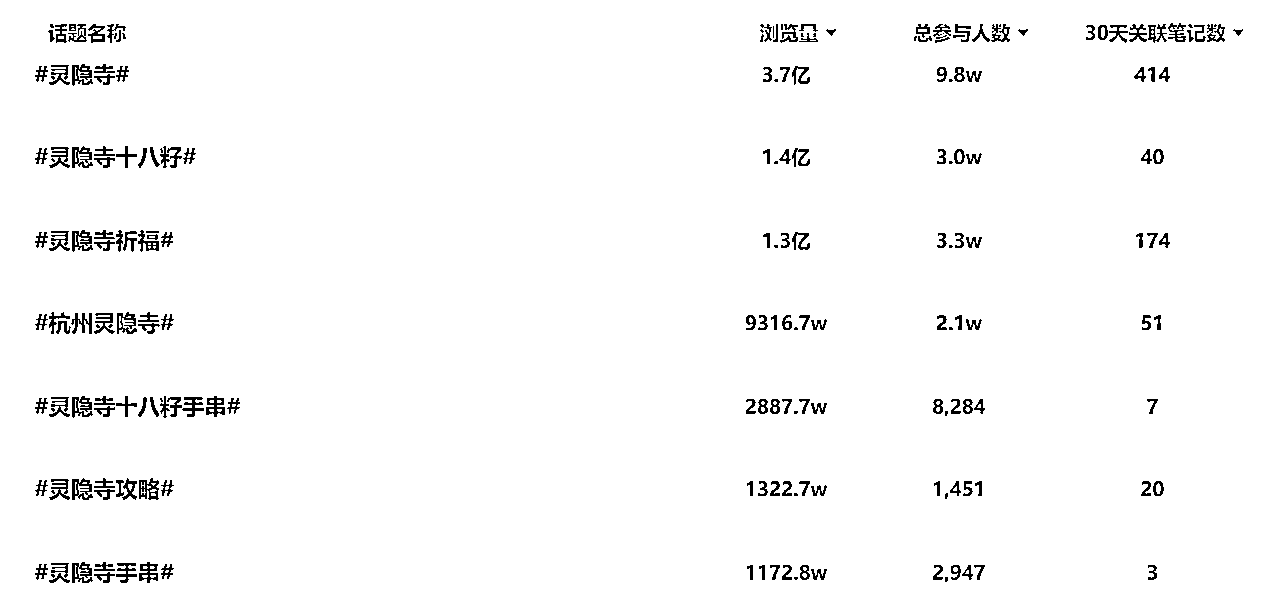 话题名称 浏览量 总参与人数 30天关联笔记数
#灵隐寺# 3.7亿 9.8w 414
#灵隐寺十八籽# 1.4亿 3.0w 40
#灵隐寺祈福# 1.3亿 3.3w 174
#杭州灵隐寺# 9316.7w 2.1w 51
#灵隐寺十八籽手串# 2887.7w 8,284 7
#灵隐寺攻略# 1322.7w 1,451 20
#灵隐寺手串# 1172.8w 2,947 3